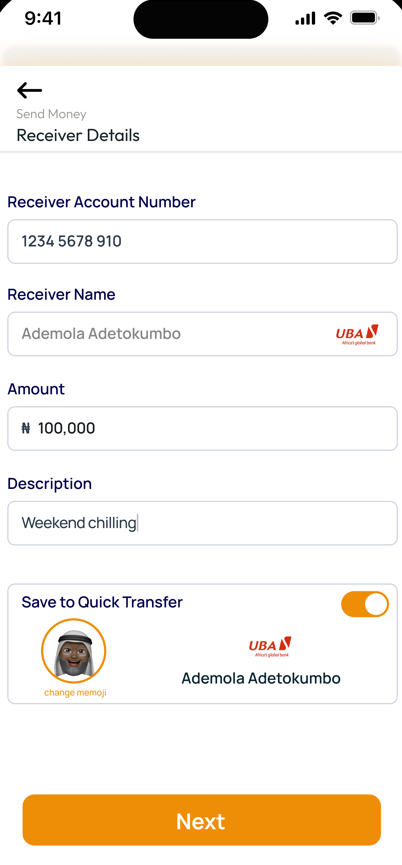 9:41
Send Money
Receiver Details
Receiver Account Number
1234 5678 910
Receiver Name
Ademola Adetokumbo
UBA
Africa's global bank
Amount
₦ 100,000
Description
Weekend chilling
Save to Quick Transfer
change memoji
UBA
Africa's global bank
Ademola Adetokumbo
Next